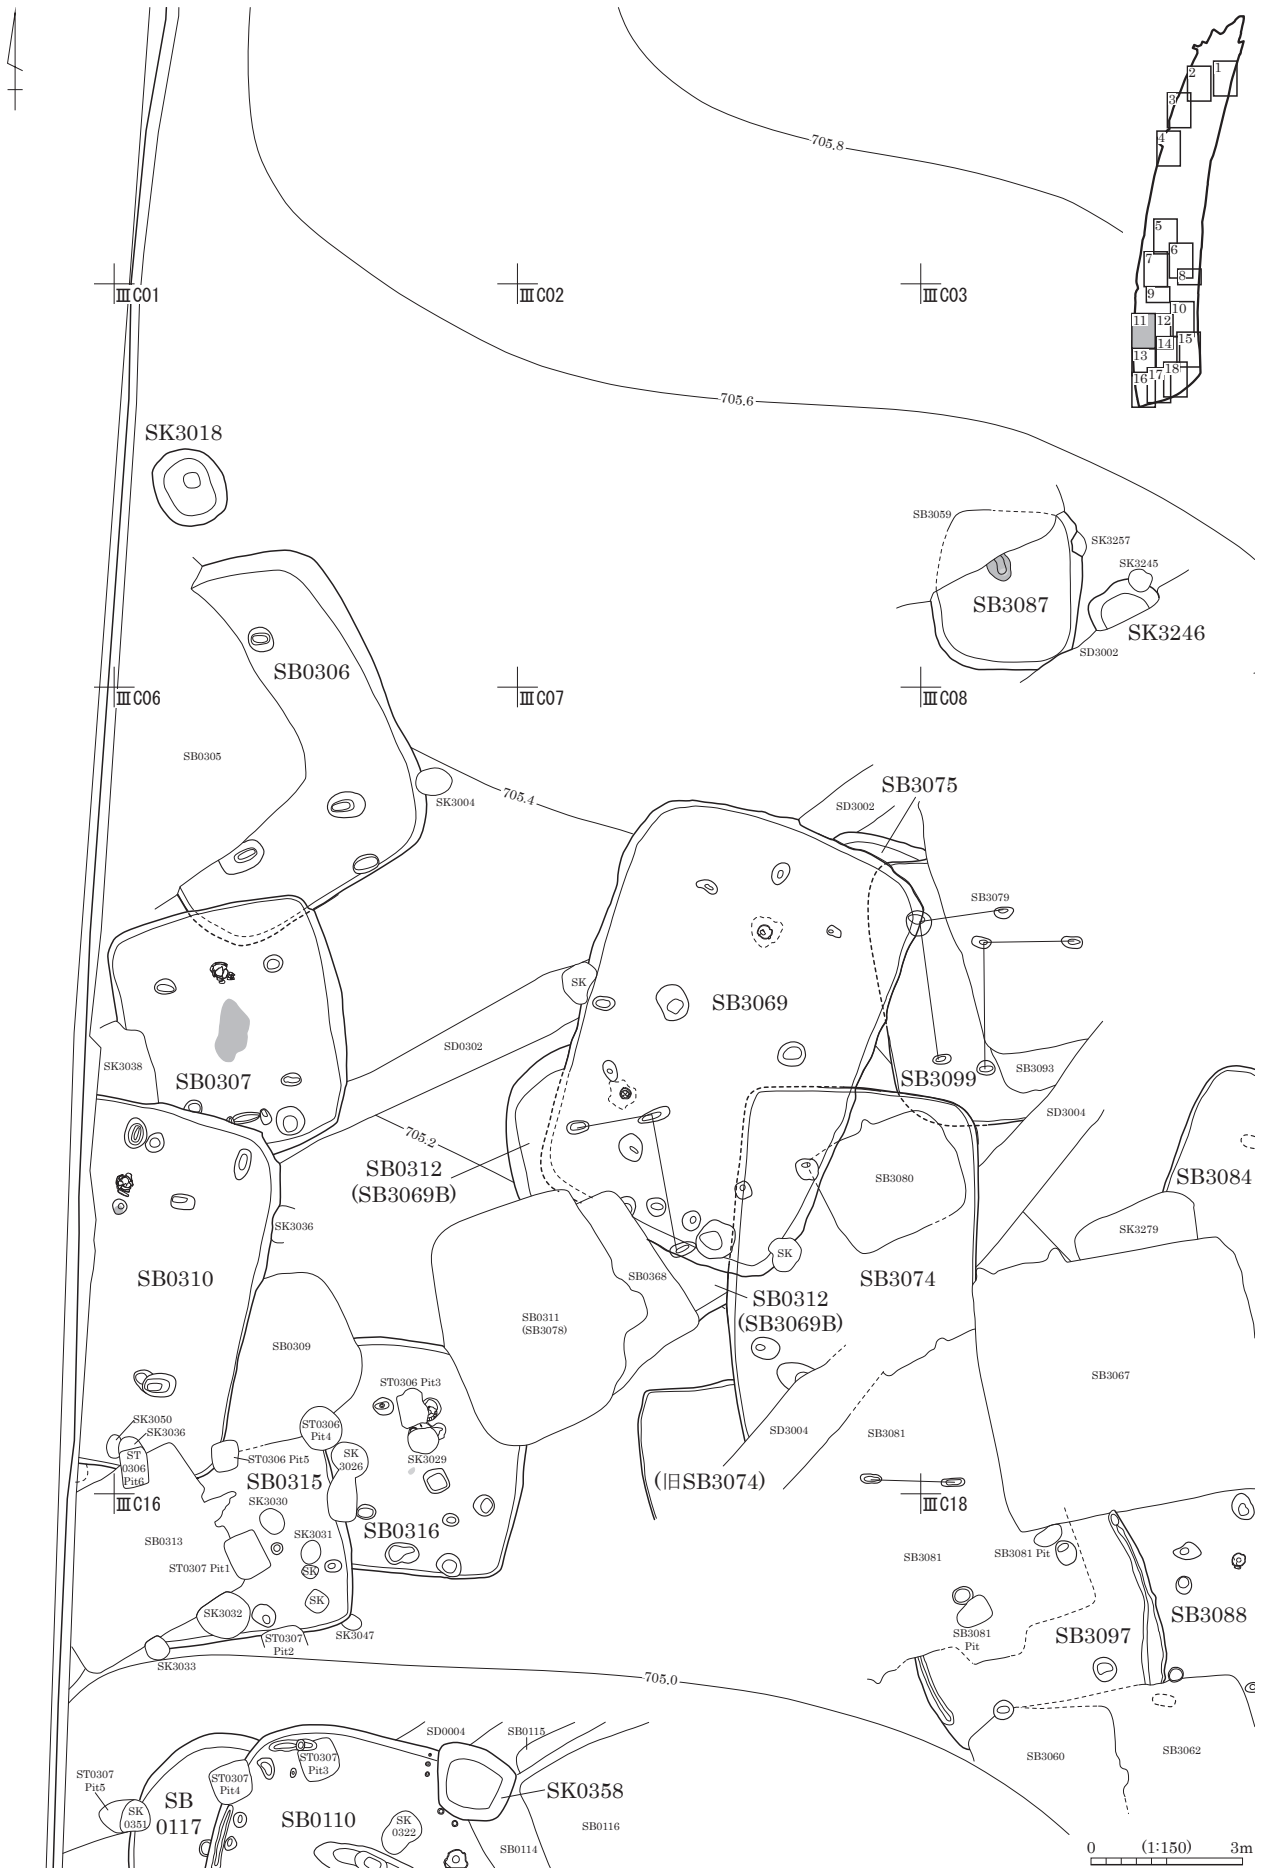 705.8
1
2
3
4
5
6
7
8
9
10
11
12
13
14
15
16
17
18
ⅢC01
ⅢC02
ⅢC03
705.6
SK3018
SB3059
SK3257
SK3245
SB3087
SK3246
SD3002
SB0306
ⅢC06
ⅢC07
ⅢC08
SB0305
SK3004
705.4
SD3002
SB3075
SB3079
SK
SB3069
SD0302
SK3038
SB0307
SB3099
SB3093
SD3004
705.2
SB0312
(SB3069B)
SB3080
SB3084
SK3036
SK3279
SB0310
SB0368
SK
SB3074
SB0312
(SB3069B)
SB0311
(SB3078)
SB0309
SB3067
ST0306 Pit3
SK3050
SK3036
ST0306
Pit4
SD3004
SB3081
ST
0306
Pit6
ST0306 Pit5
SK
3026
SK3029
SB0315
(旧SB3074)
ⅢC16
SK3030
ⅢC18
SB0313
SK3031
SB0316
SB3081
SB3081 Pit
ST0307 Pit1
SK
SK
SK3032
SB3088
ST0307
Pit2
SK3047
SB3081
Pit
SB3097
SK3033
705.0
SB3060
SB3062
SD0004
SB0115
ST0307
Pit3
ST0307
Pit5
ST0307
Pit4
SK0358
SB
0117
SK
0351
SB0110
SK
0322
SB0116
SB0114
0 (1:150) 3m